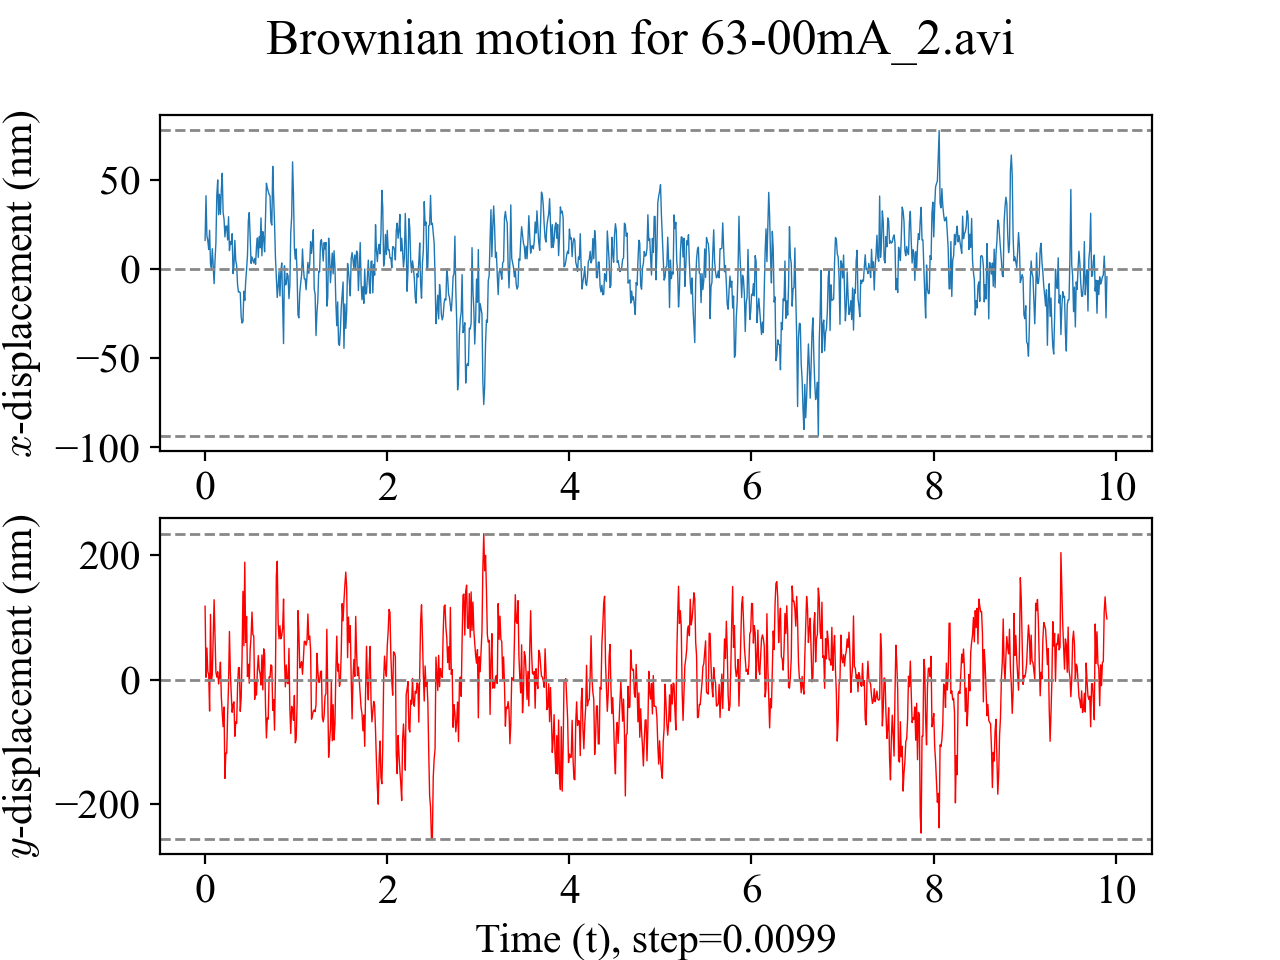 Brownian motion for 63-00mA_2.avi
x-displacement (nm)
50
0
−50
−100
0 2 4 6 8 10
y-displacement (nm)
200
0
−200
0 2 4 6 8 10
Time (t), step=0.0099